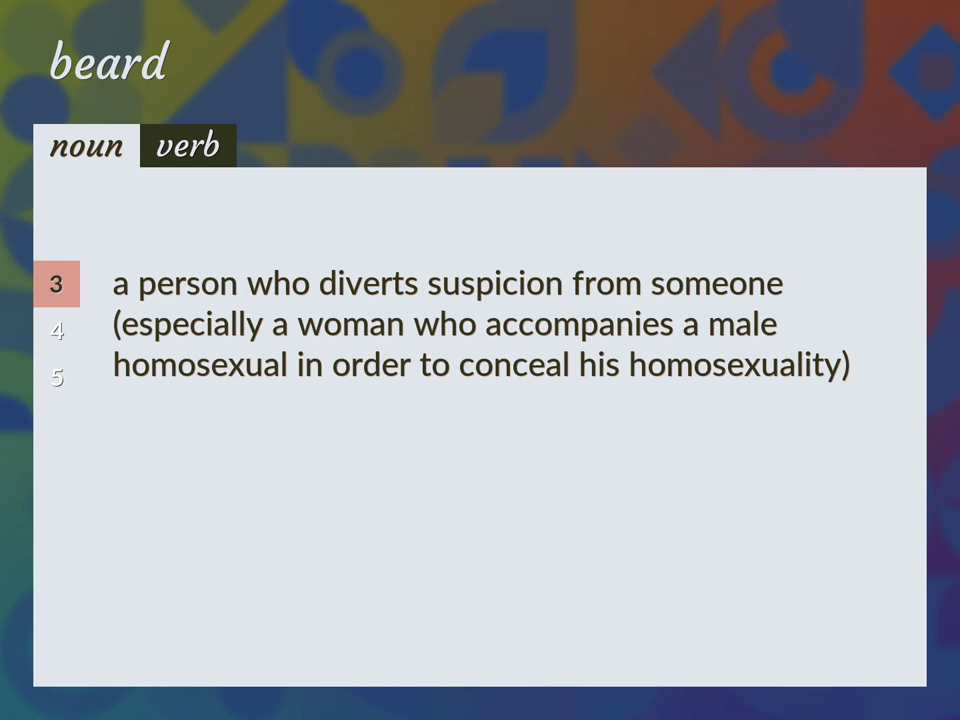 beard
noun verb
3 a person who diverts suspicion from someone
4 (especially a woman who accompanies a male
5 homosexual in order to conceal his homosexuality)